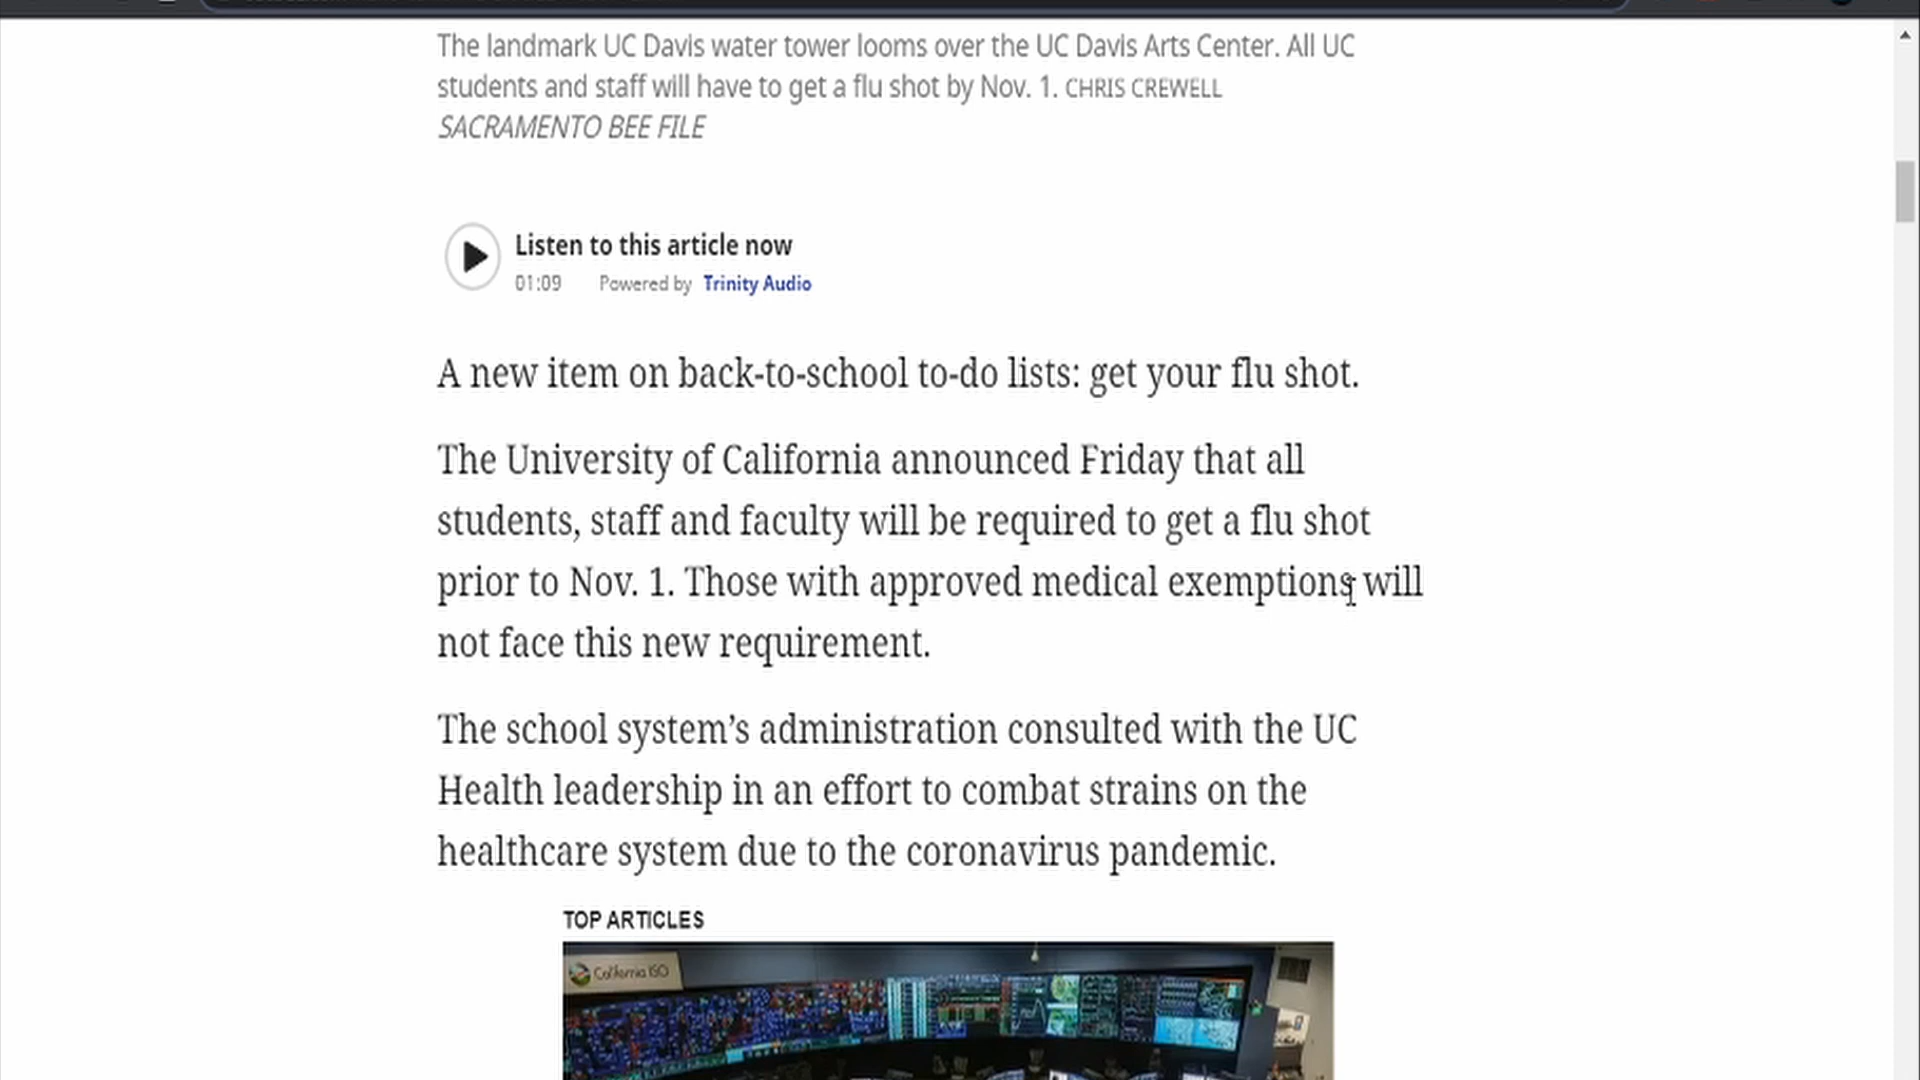 The landmark UC Davis water tower looms over the UC Davis Arts Center. All UC
students and staff will have to get a flu shot by Nov. 1. CHRIS CREWELL
SACRAMENTO BEE FILE
Listen to this article now
01:09 Powered by Trinity Audio
A new item on back-to-school to-do lists: get your flu shot.
The University of California announced Friday that all
students, staff and faculty will be required to get a flu shot
prior to Nov. 1. Those with approved medical exemptions will
not face this new requirement.
The school system’s administration consulted with the UC
Health leadership in an effort to combat strains on the
healthcare system due to the coronavirus pandemic.
TOP ARTICLES
California ISO